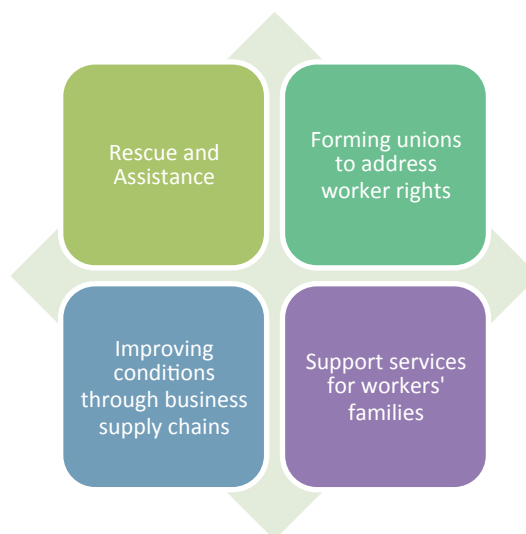 Rescue and
Assistance
Forming unions
to address
worker rights
Improving
conditions
through business
supply chains
Support services
for workers'
families